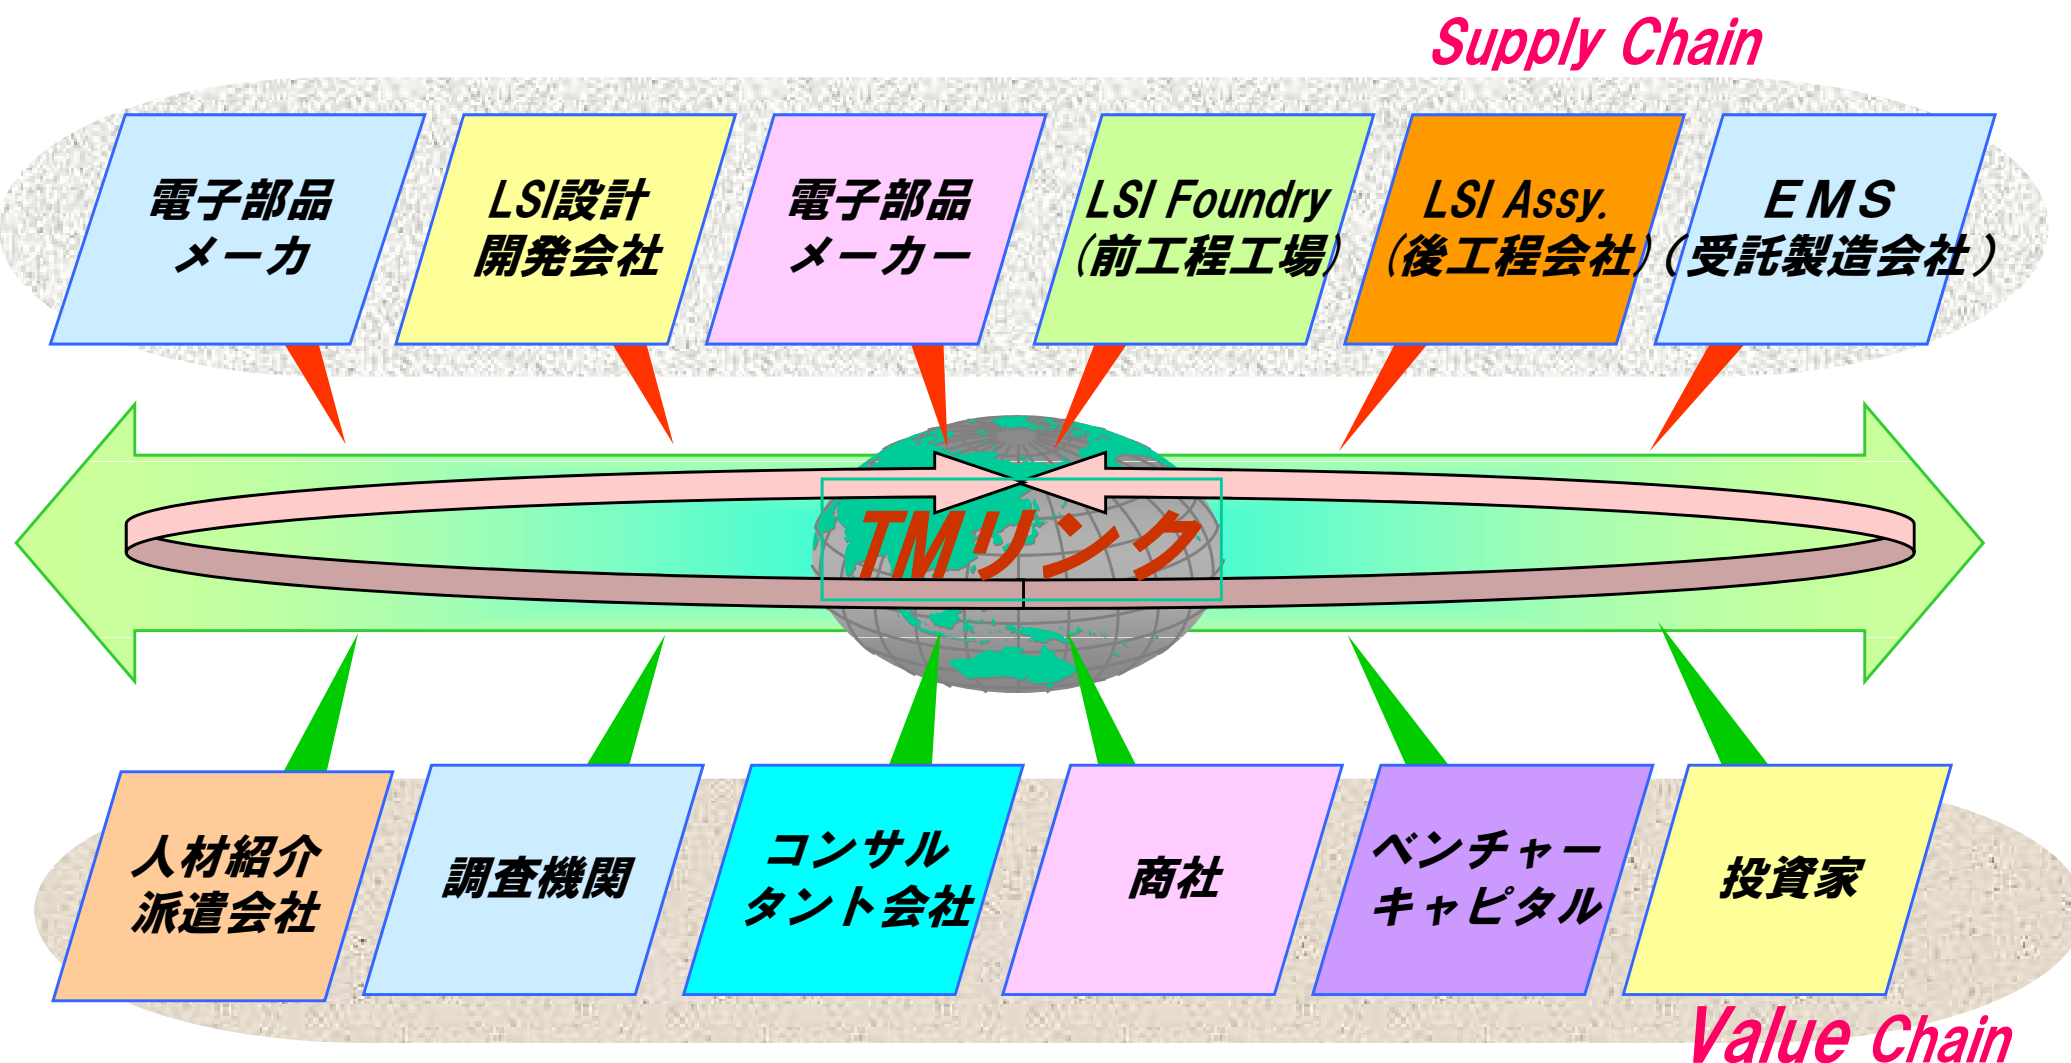 Supply Chain
電子部品
メーカ
LSI設計
開発会社
電子部品
メーカー
LSI Foundry
(前工程工場)
LSI Assy.
(後工程会社)
ＥＭＳ
（受託製造会社）
TMリンク
人材紹介
派遣会社
調査機関
コンサル
タント会社
商社
ベンチャー
キャピタル
投資家
Value Chain